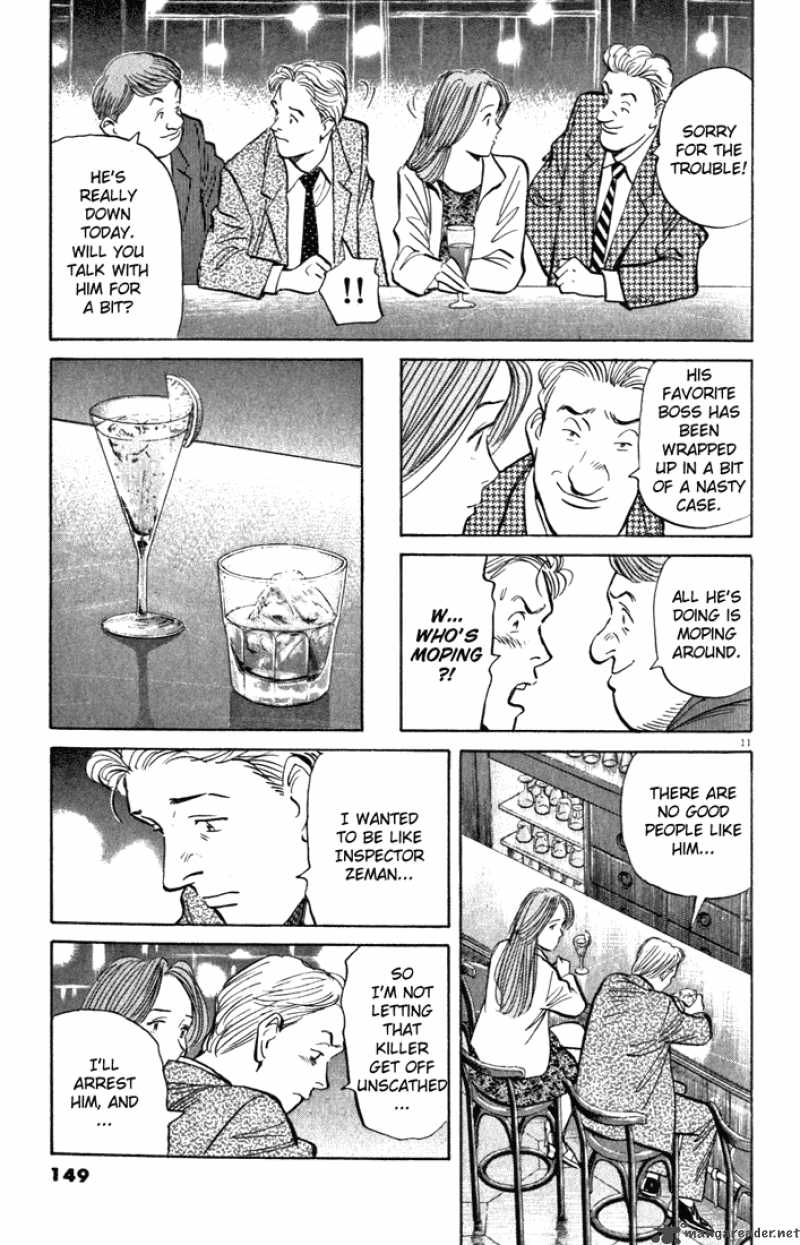 SORRY
FOR THE
TROUBLE!
HE'S
REALLY
DOWN
TODAY.
WILL YOU
TALK WITH
HIM FOR
A BIT?
!!
HIS
FAVORITE
BOSS HAS
BEEN
WRAPPED
UP IN A BIT
OF A NASTY
CASE.
ALL HE'S
DOING IS
MOPING
AROUND.
W...
WHO'S
MOPING
?!
11
THERE ARE
NO GOOD
PEOPLE LIKE
HIM...
I WANTED
TO BE LIKE
INSPECTOR
ZEMAN...
SO
I'M NOT
LETTING
THAT
KILLER
GET OFF
UNSCATHED
...
I'LL
ARREST
HIM, AND
...
149
mangareader.net